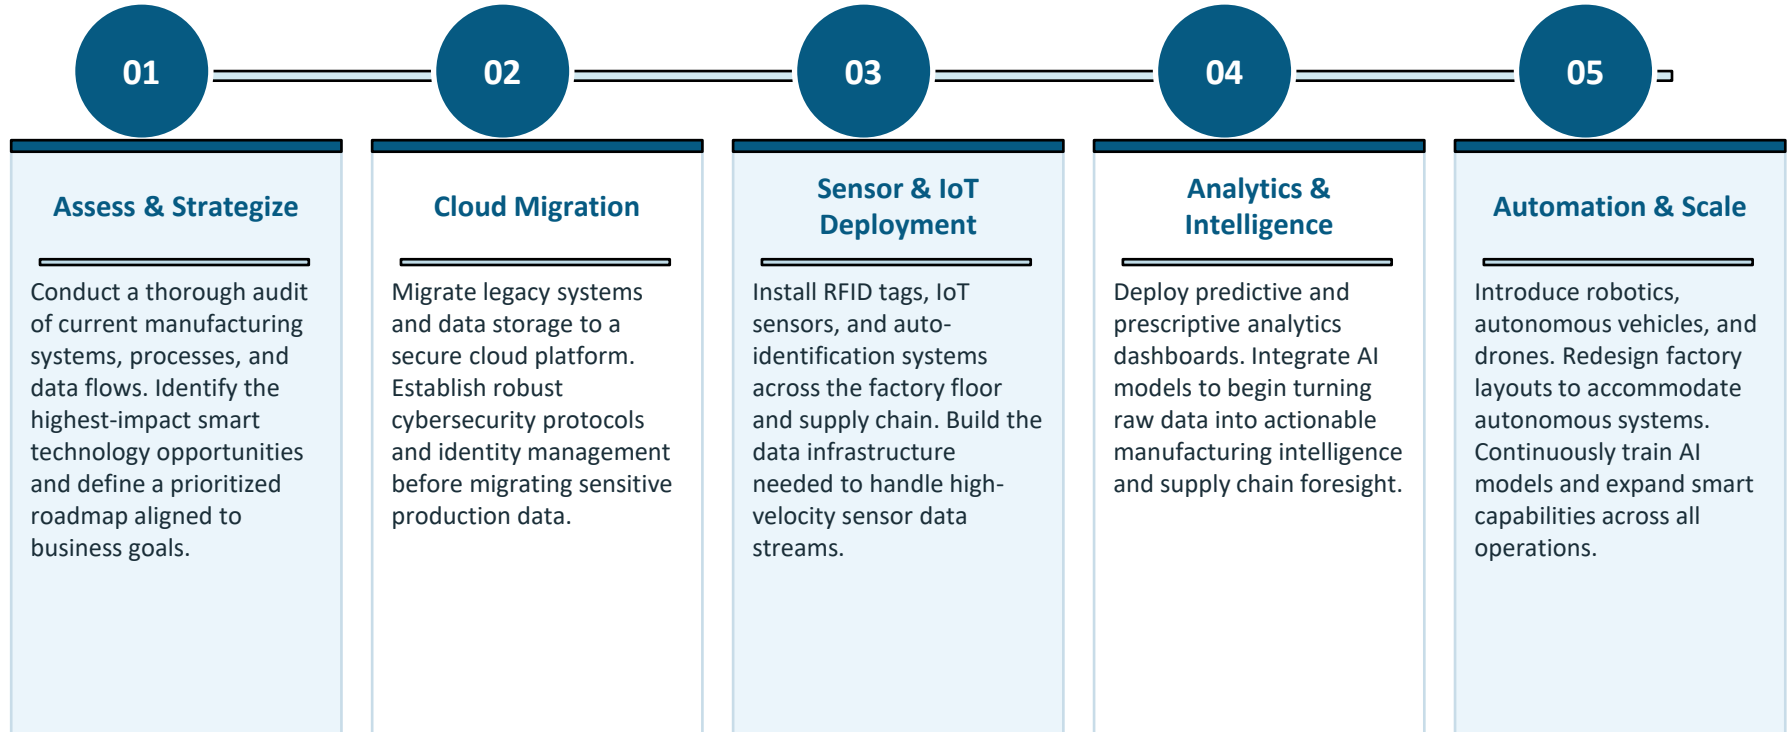 01
02
03
04
05
Assess & Strategize
Conduct a thorough audit
of current manufacturing
systems, processes, and
data flows. Identify the
highest-impact smart
technology opportunities
and define a prioritized
roadmap aligned to
business goals.
Cloud Migration
Migrate legacy systems
and data storage to a
secure cloud platform.
Establish robust
cybersecurity protocols
and identity management
before migrating sensitive
production data.
Sensor & IoT
Deployment
Install RFID tags, IoT
sensors, and auto-
identification systems
across the factory floor
and supply chain. Build the
data infrastructure
needed to handle high-
velocity sensor data
streams.
Analytics &
Intelligence
Deploy predictive and
prescriptive analytics
dashboards. Integrate AI
models to begin turning
raw data into actionable
manufacturing intelligence
and supply chain foresight.
Automation & Scale
Introduce robotics,
autonomous vehicles, and
drones. Redesign factory
layouts to accommodate
autonomous systems.
Continuously train AI
models and expand smart
capabilities across all
operations.